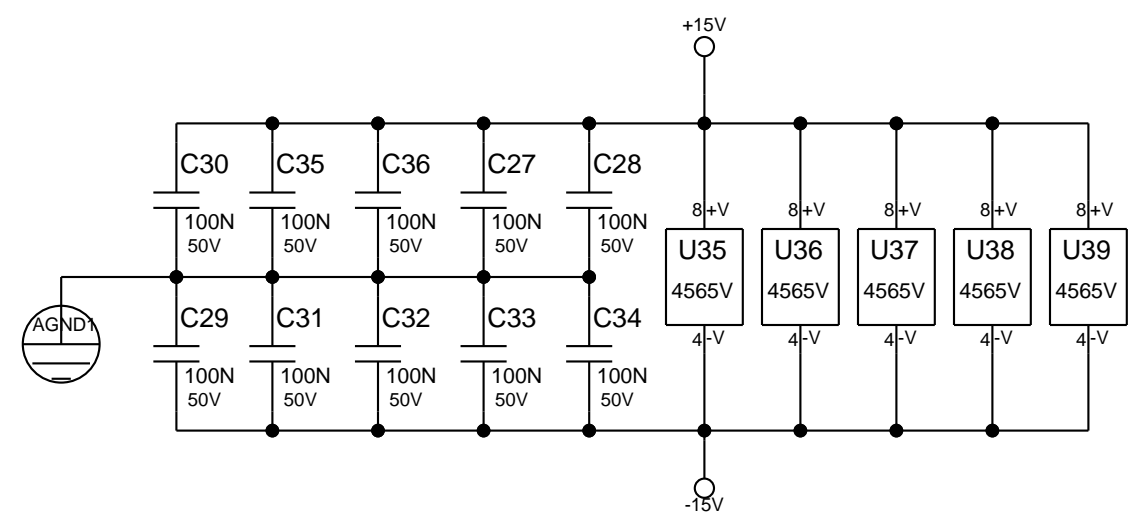 +15V
C30 C35 C36 C27 C28
100N 100N 100N 100N 100N
50V 50V 50V 50V 50V
8 +V 8 +V 8 +V 8 +V 8 +V
U35 U36 U37 U38 U39
4565V 4565V 4565V 4565V 4565V
4 -V 4 -V 4 -V 4 -V 4 -V
AGND1
C29 C31 C32 C33 C34
100N 100N 100N 100N 100N
50V 50V 50V 50V 50V
-15V